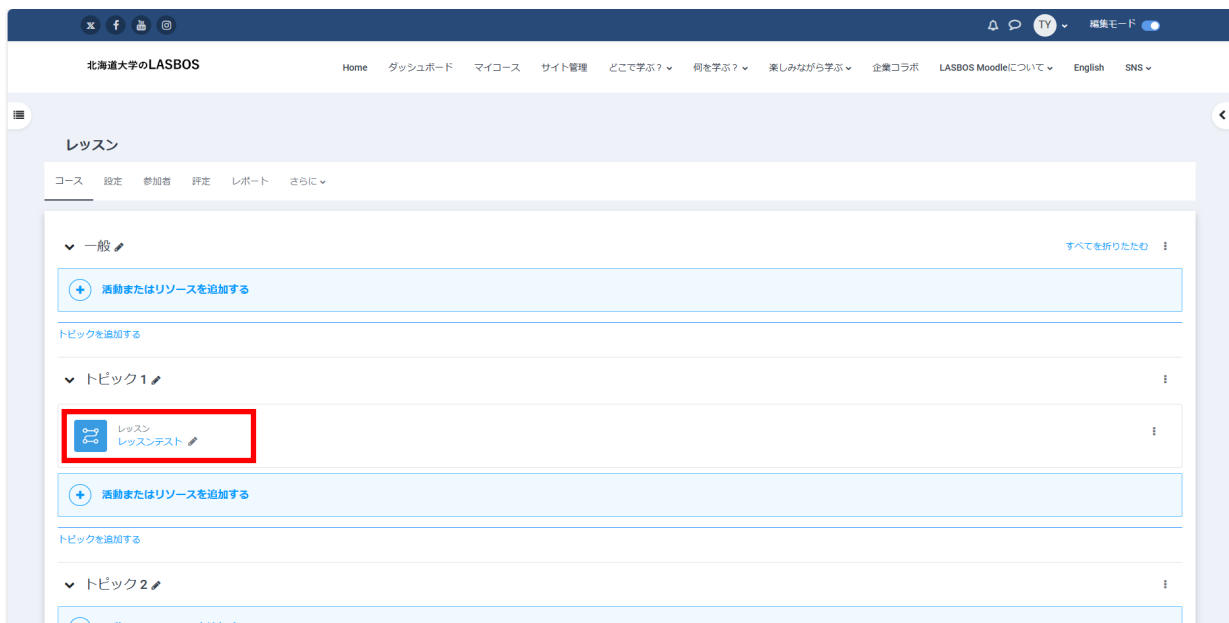 TY 編集モード
北海道大学のLASBOS Home ダッシュボード マイコース サイト管理 どこで学ぶ? 何を学ぶ? 楽しみながら学ぶ 企業コラボ LASBOS Moodleについて English SNS
レッスン
コース 設定 参加者 評定 レポート さらに
一般 すべてを折りたたむ
活動またはリソースを追加する
トピックを追加する
トピック 1
レッスン
レッスンテスト
活動またはリソースを追加する
トピックを追加する
トピック 2